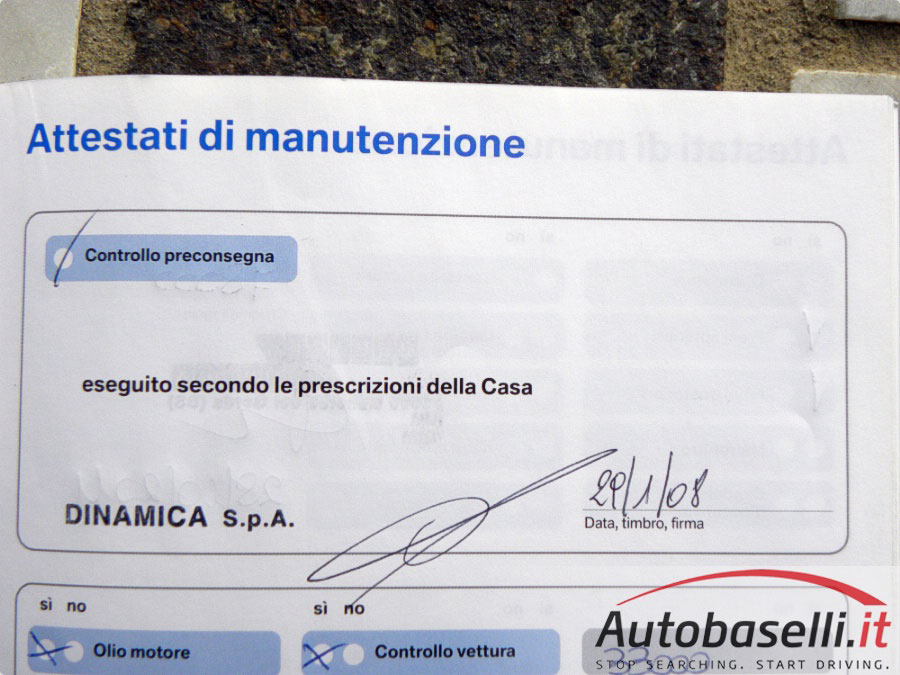 Attestati di manutenzione
Controllo preconsegna
eseguito secondo le prescrizioni della Casa
DINAMICA S.p.A.
29/1/08
Data, timbro, firma
sì no
sì no
Olio motore
Controllo vettura
33000
Autobaselli.it
STOP SEARCHING. START DRIVING.